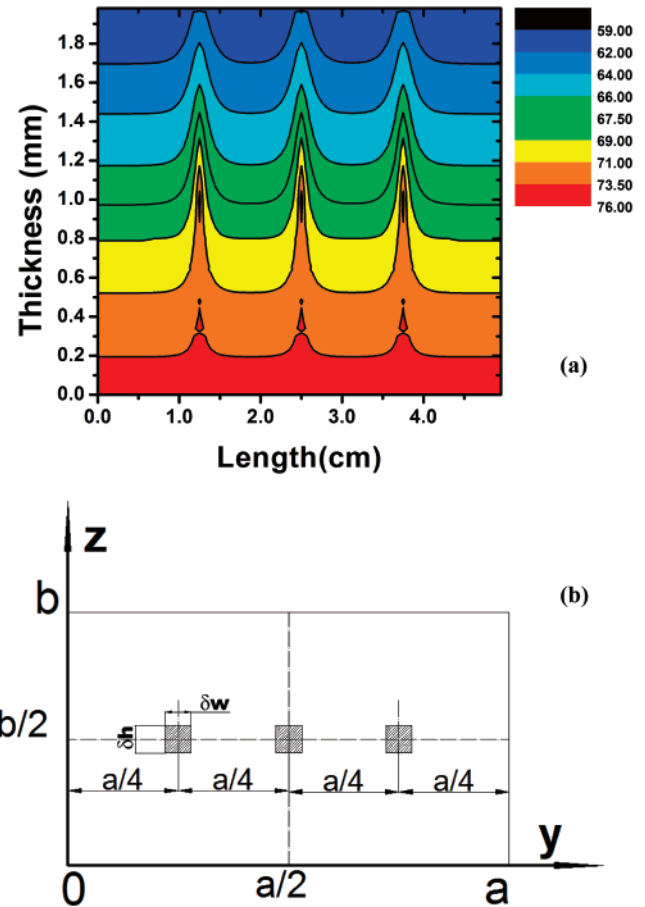 1.8
1.6
1.4
1.2
1.0
0.8
0.6
0.4
0.2
0.0
Thickness (mm)
0.0 1.0 2.0 3.0 4.0
Length(cm)
59.00
62.00
64.00
66.00
67.50
69.00
71.00
73.50
76.00
(a)
z
(b)
b
δw
b/2
δh
a/4 a/4 a/4 a/4
y
0 a/2 a